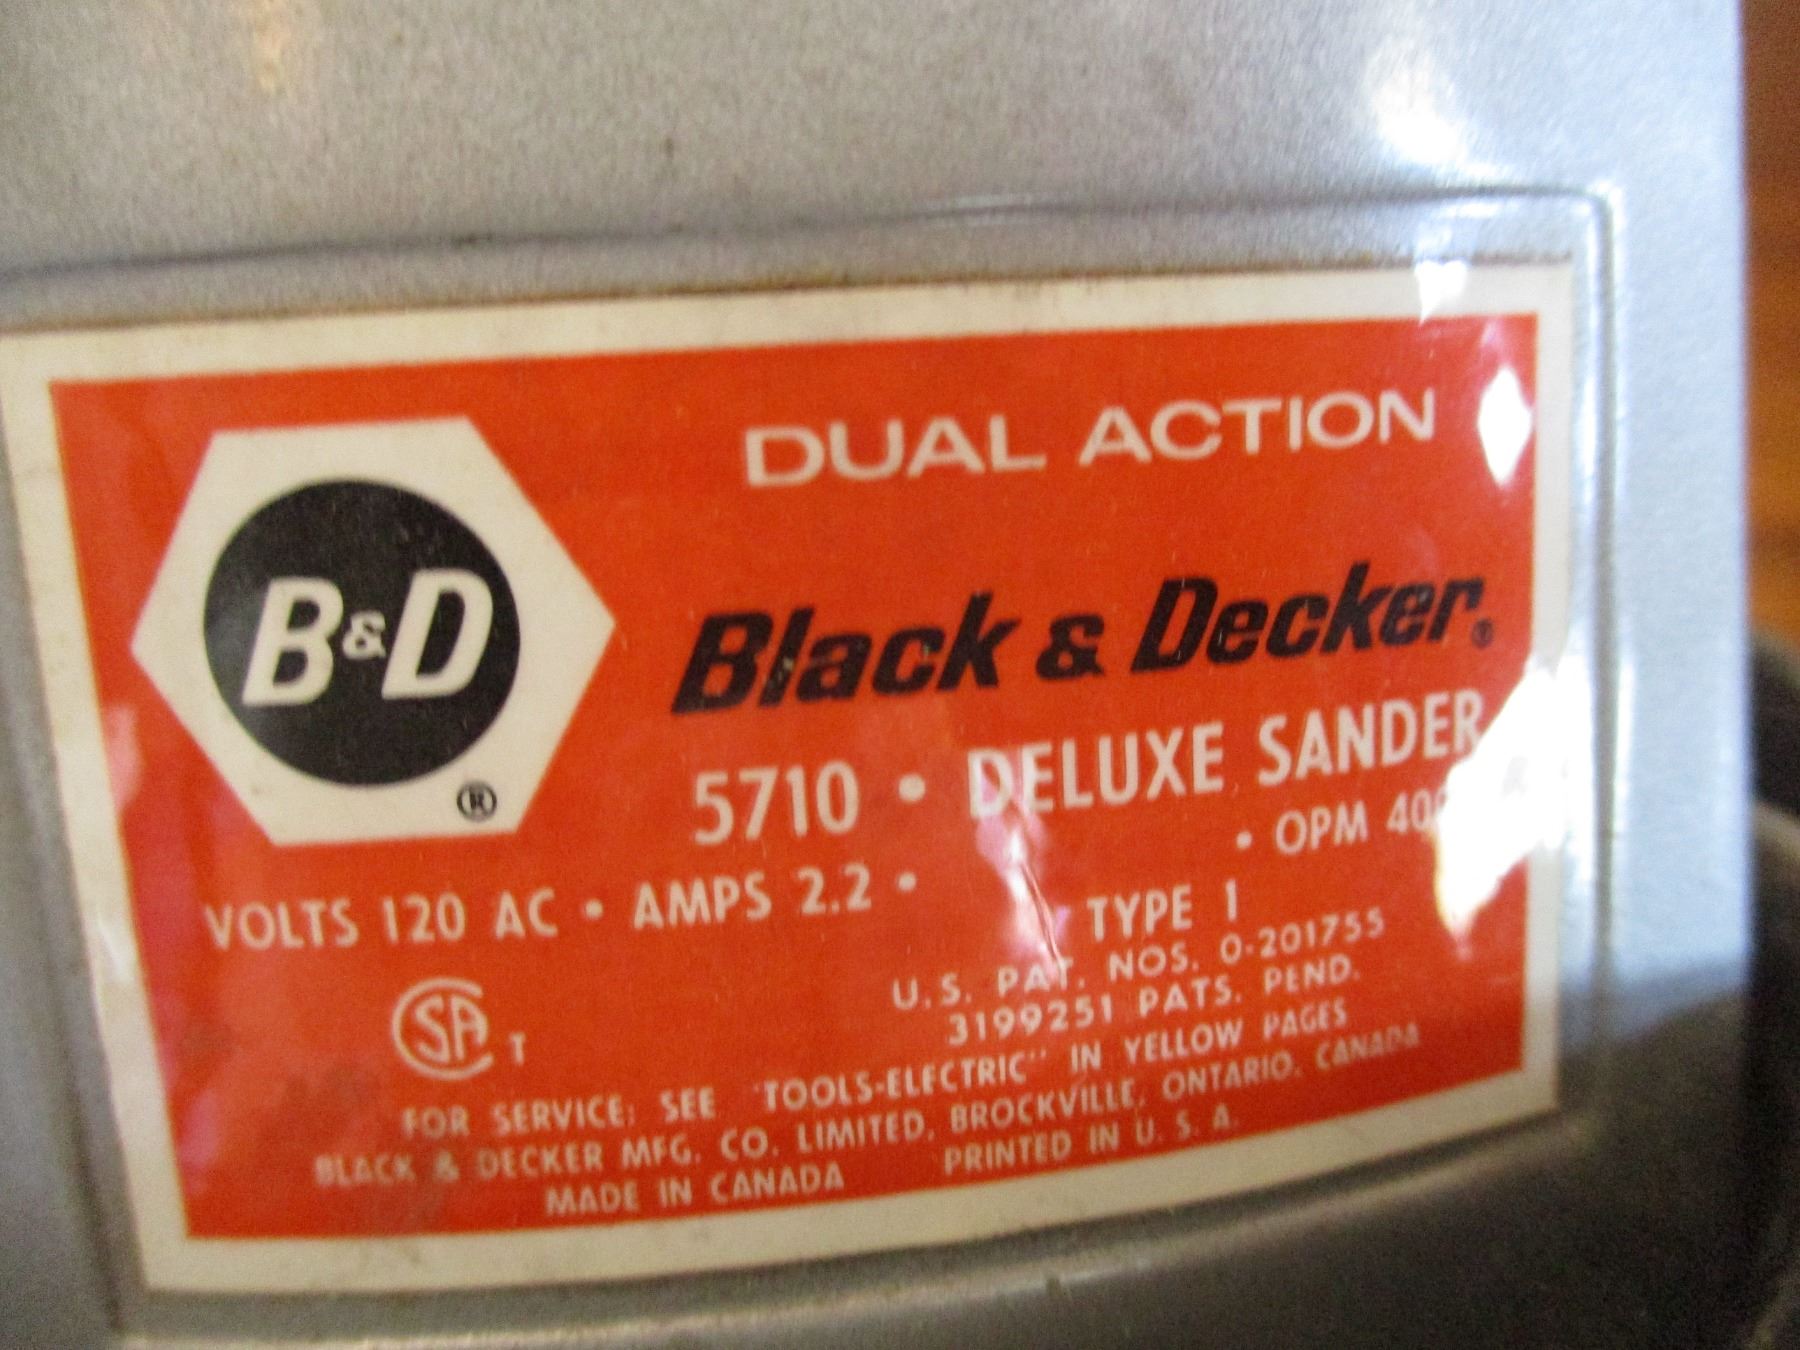 DUAL ACTION
B&D
®
Black & Decker®
5710 • DELUXE SANDER
• OPM
VOLTS 120 AC • AMPS 2.2 •
TYPE 1
U.S. PAT. NOS. 0-201755
3199251 PATS. PEND.
SA T
FOR SERVICE: SEE "TOOLS-ELECTRIC" IN YELLOW PAGES
BLACK & DECKER MFG. CO. LIMITED, BROCKVILLE, ONTARIO, CANADA
MADE IN CANADA PRINTED IN U. S. A.